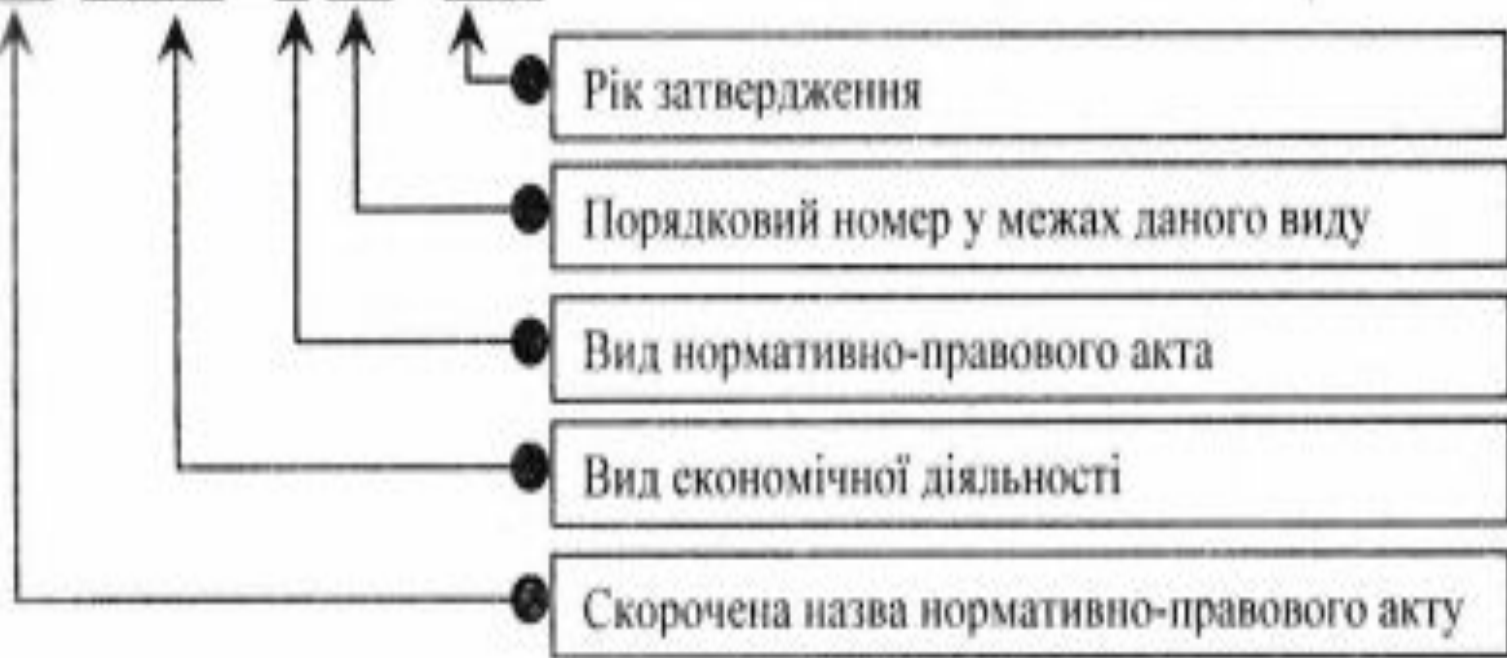 Рік затвердження
Порядковий номер у межах даного виду
Вид нормативно-правового акта
Вид економічної діяльності
Скорочена назва нормативно-правового акту